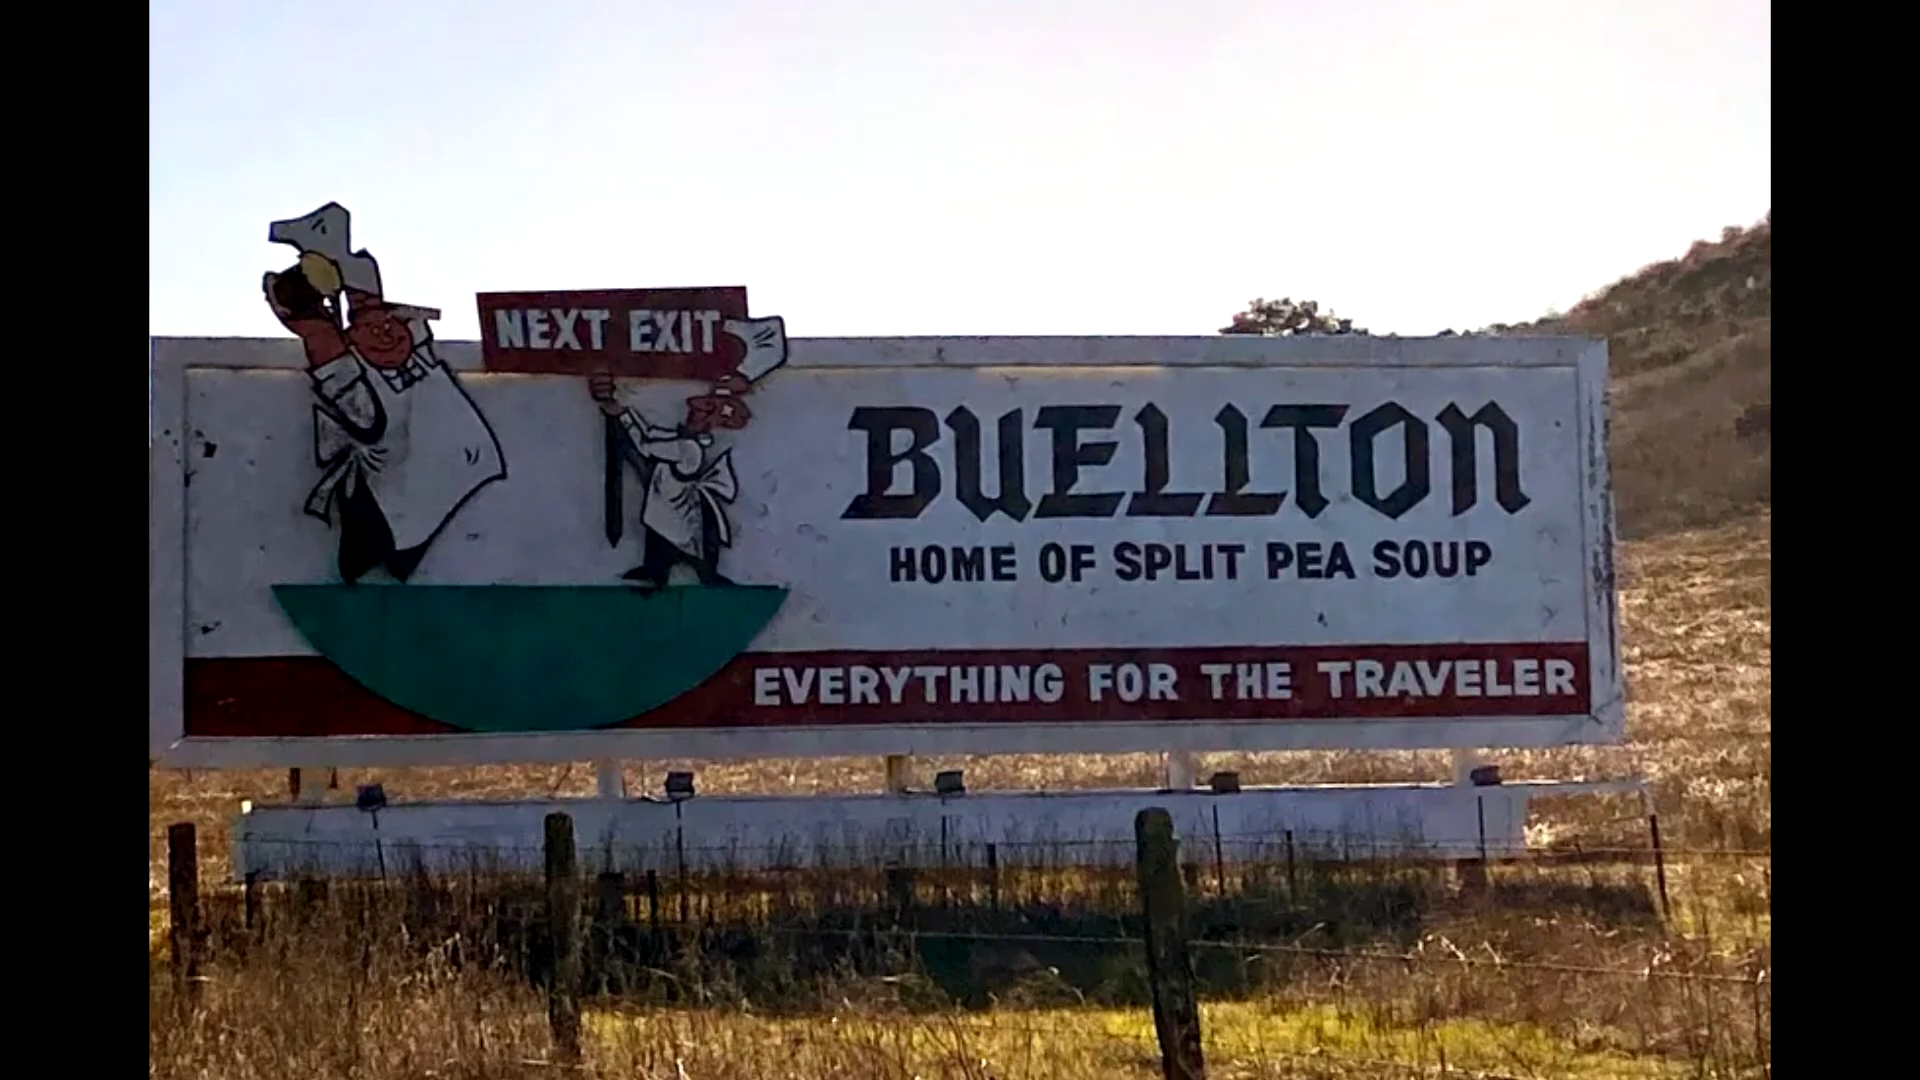 NEXT EXIT
BUELLTON
HOME OF SPLIT PEA SOUP
EVERYTHING FOR THE TRAVELER